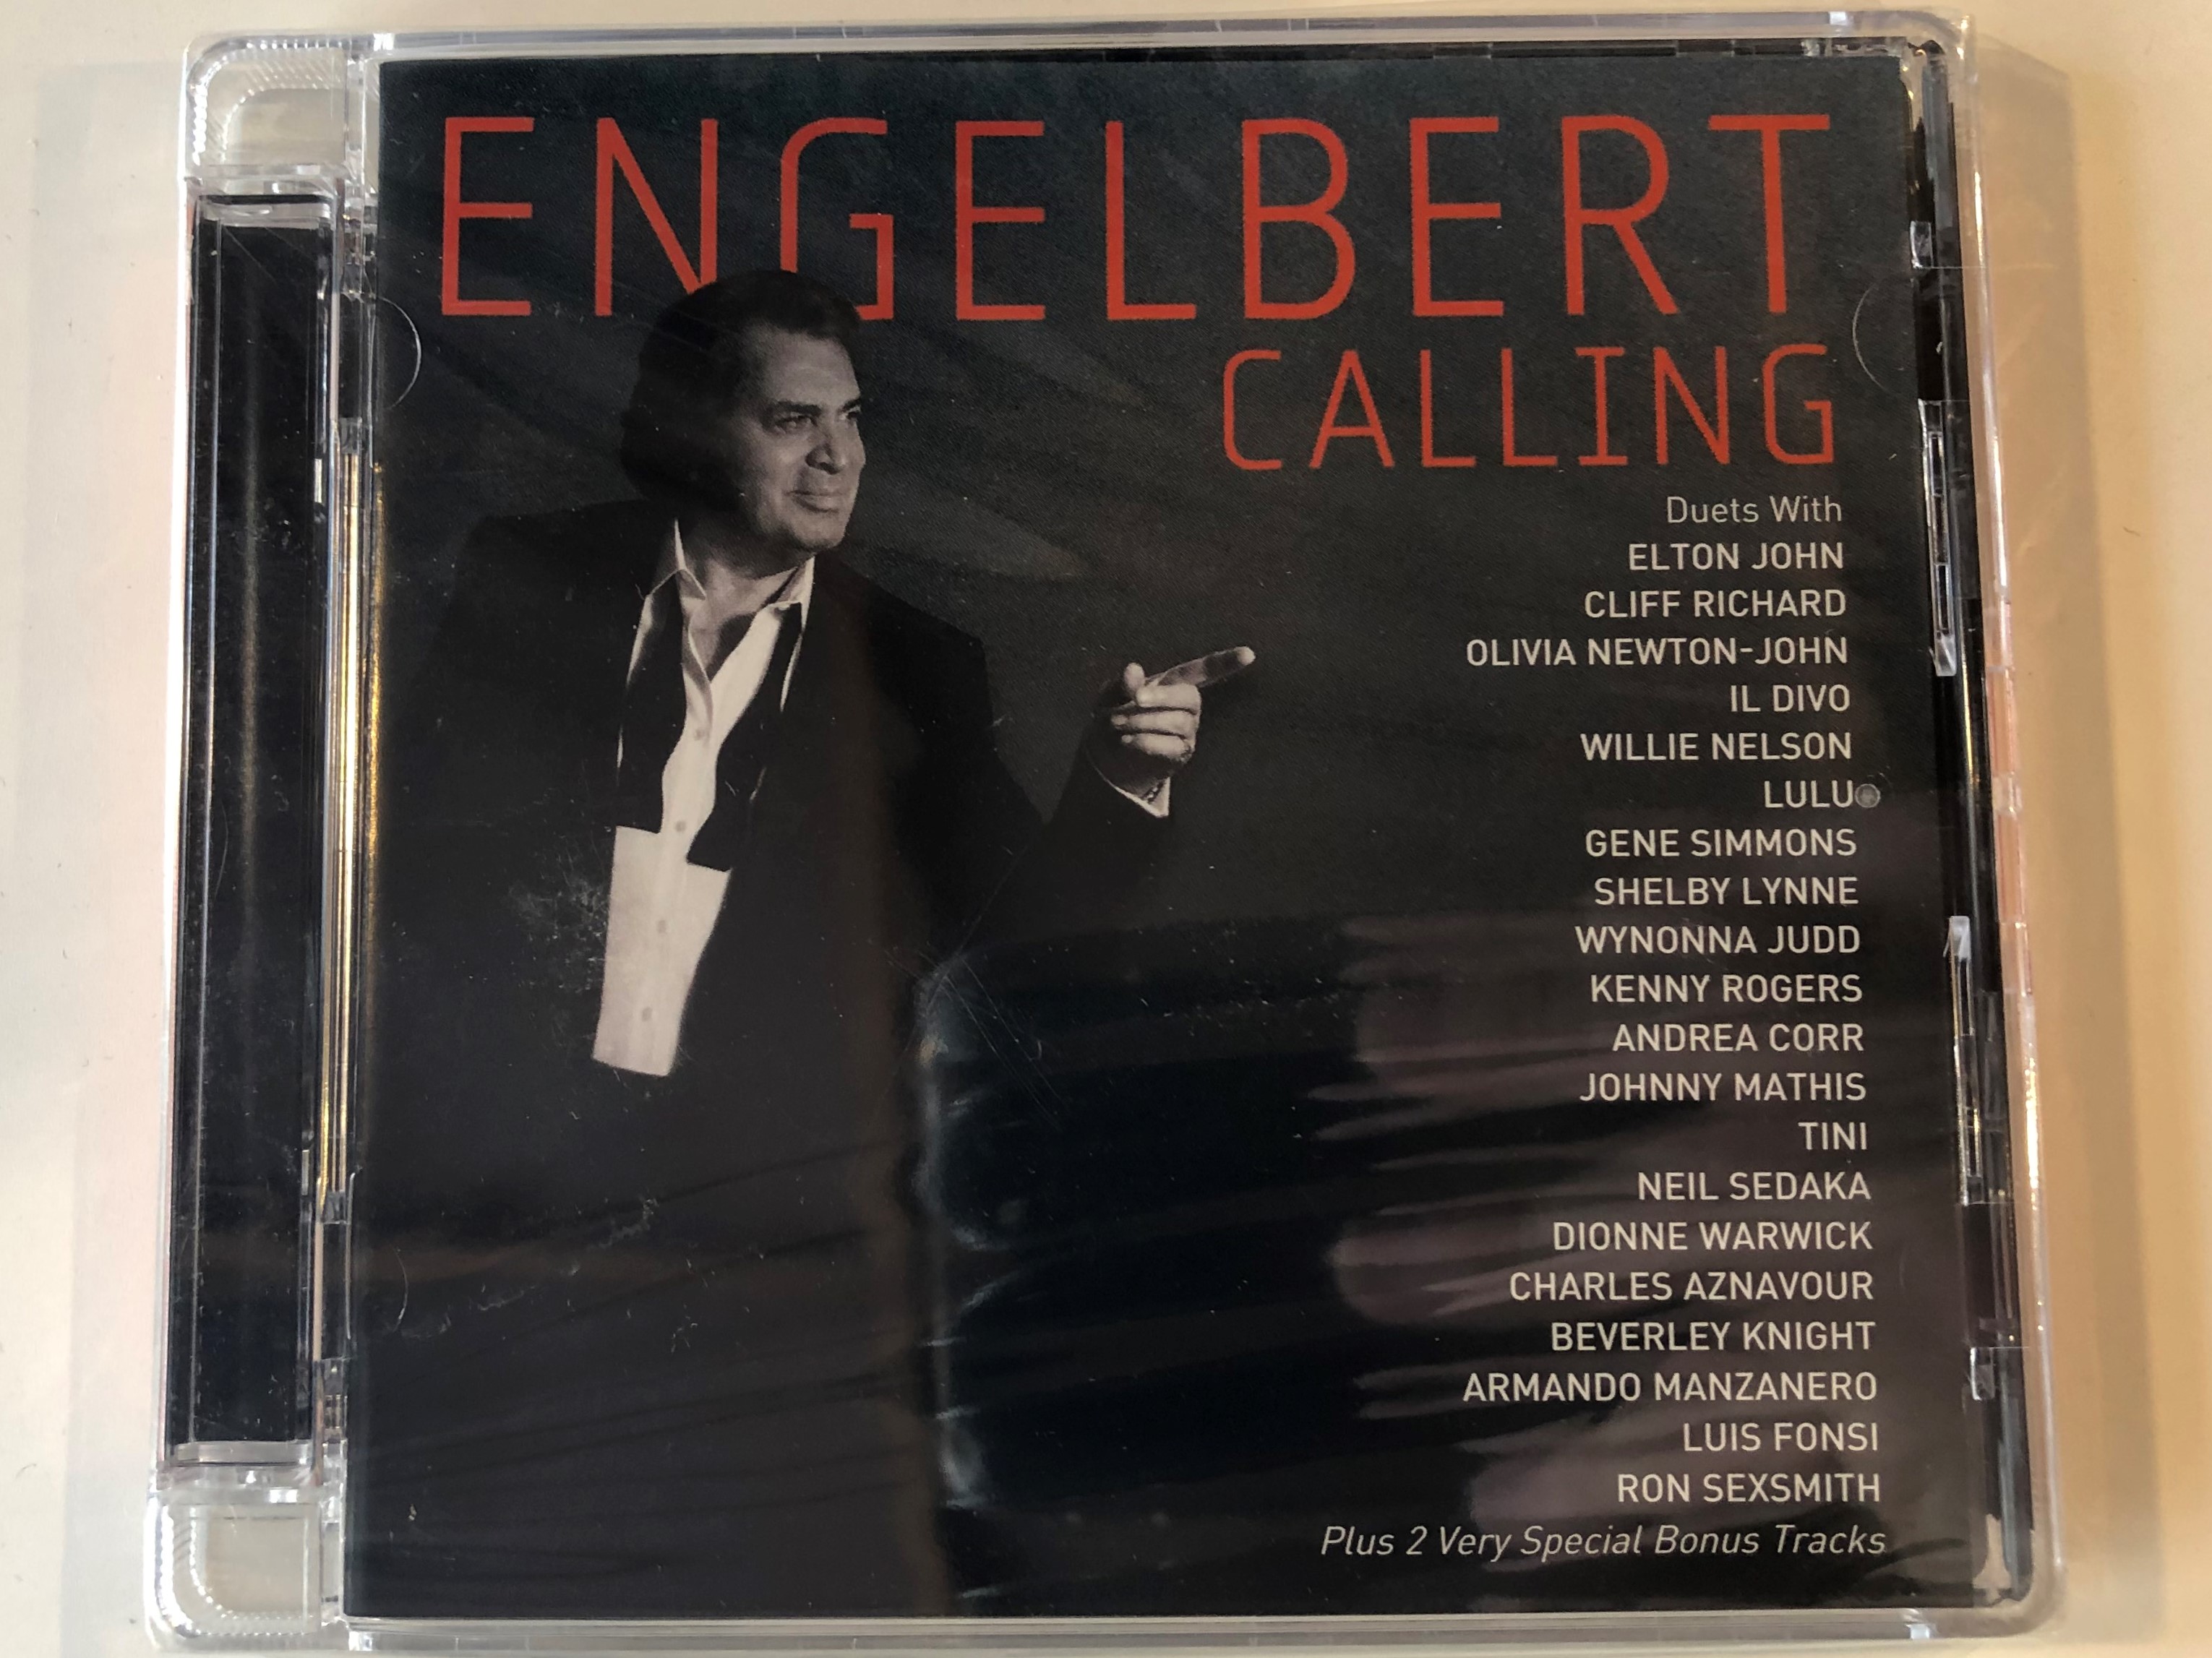 ENGELBERT
CALLING
Duets With
ELTON JOHN
CLIFF RICHARD
OLIVIA NEWTON-JOHN
IL DIVO
WILLIE NELSON
LULU
GENE SIMMONS
SHELBY LYNNE
WYNONNA JUDD
KENNY ROGERS
ANDREA CORR
JOHNNY MATHIS
TINI
NEIL SEDAKA
DIONNE WARWICK
CHARLES AZNAVOUR
BEVERLEY KNIGHT
ARMANDO MANZANERO
LUIS FONSI
RON SEXSMITH
Plus 2 Very Special Bonus Tracks